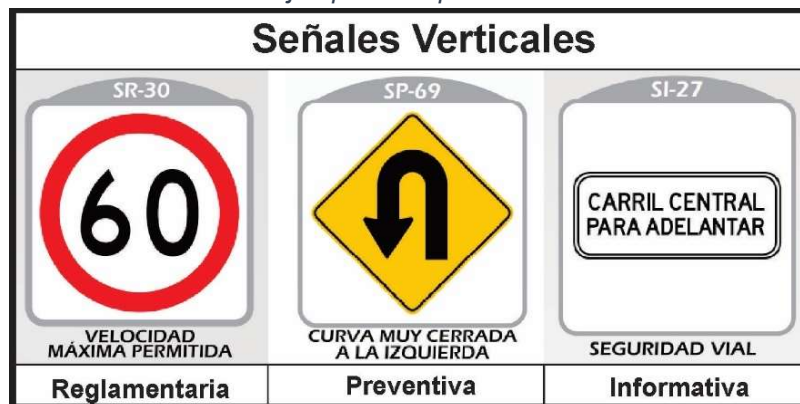 Señales Verticales
SR-30
SP-69
SI-27
60
CARRIL CENTRAL
PARA ADELANTAR
VELOCIDAD
MÁXIMA PERMITIDA
CURVA MUY CERRADA
A LA IZQUIERDA
SEGURIDAD VIAL
Reglamentaria
Preventiva
Informativa